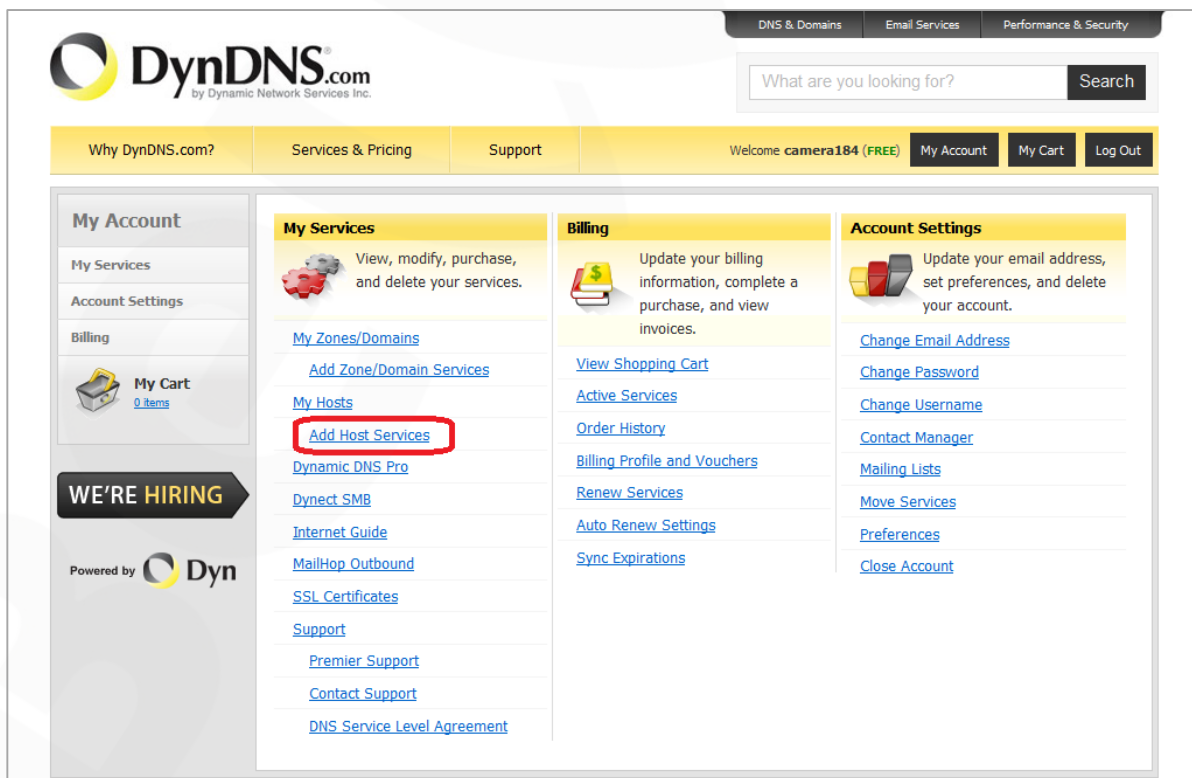 DNS & Domains Email Services Performance & Security
DynDNS.com
by Dynamic Network Services Inc.
What are you looking for? Search
Why DynDNS.com? Services & Pricing Support Welcome camera184 (FREE) My Account My Cart Log Out
My Account
My Services
Account Settings
Billing
My Cart
0 items
WE'RE HIRING
Powered by Dyn
My Services
View, modify, purchase,
and delete your services.
My Zones/Domains
Add Zone/Domain Services
My Hosts
Add Host Services
Dynamic DNS Pro
Dynect SMB
Internet Guide
MailHop Outbound
SSL Certificates
Support
Premier Support
Contact Support
DNS Service Level Agreement
Billing
$
Update your billing
information, complete a
purchase, and view
invoices.
View Shopping Cart
Active Services
Order History
Billing Profile and Vouchers
Renew Services
Auto Renew Settings
Sync Expirations
Account Settings
Update your email address,
set preferences, and delete
your account.
Change Email Address
Change Password
Change Username
Contact Manager
Mailing Lists
Move Services
Preferences
Close Account